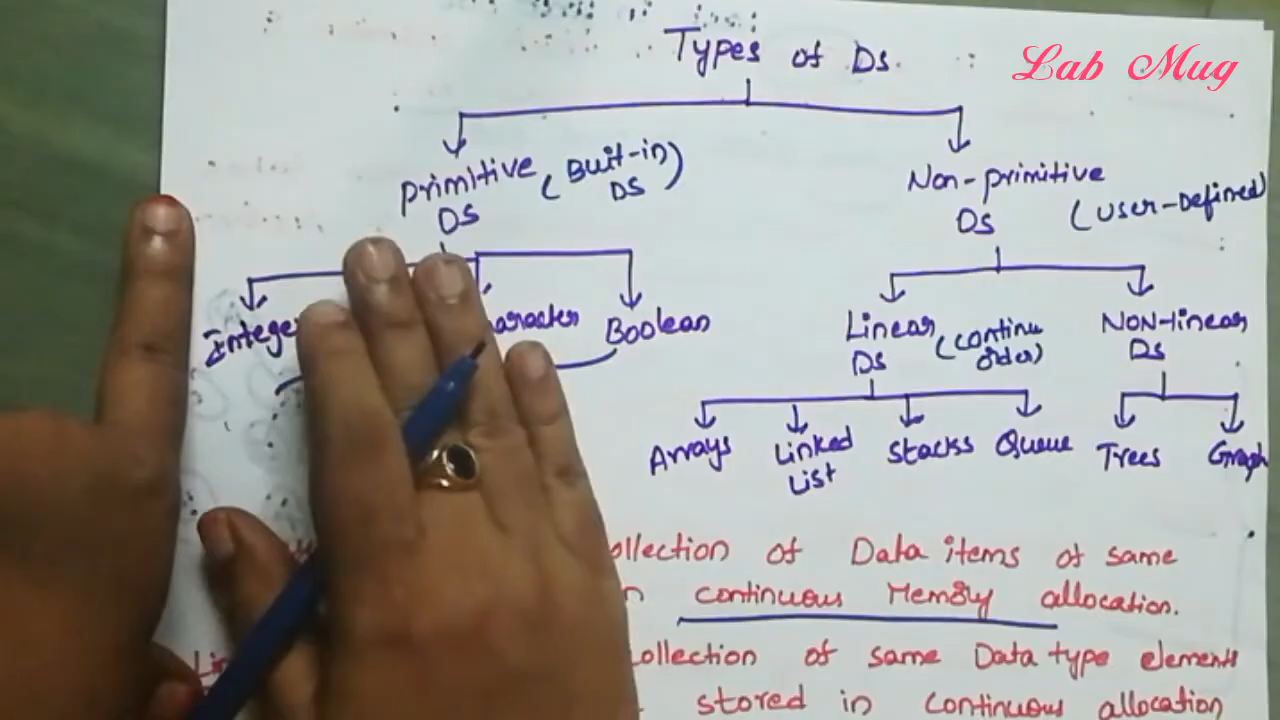 Types of Ds
Lab Mug
Primitive (Buit-in
DS DS)
Non-primitive
DS (user-Defined)
Boolean
Linear (continu
Ds order)
NON-linear
Ds
Arrays Linked Stacks Queue Trees Graph
List
ollection of Data items of same
n continuous Memory allocation.
ollection of same Data type elements
stored in continuous allocation